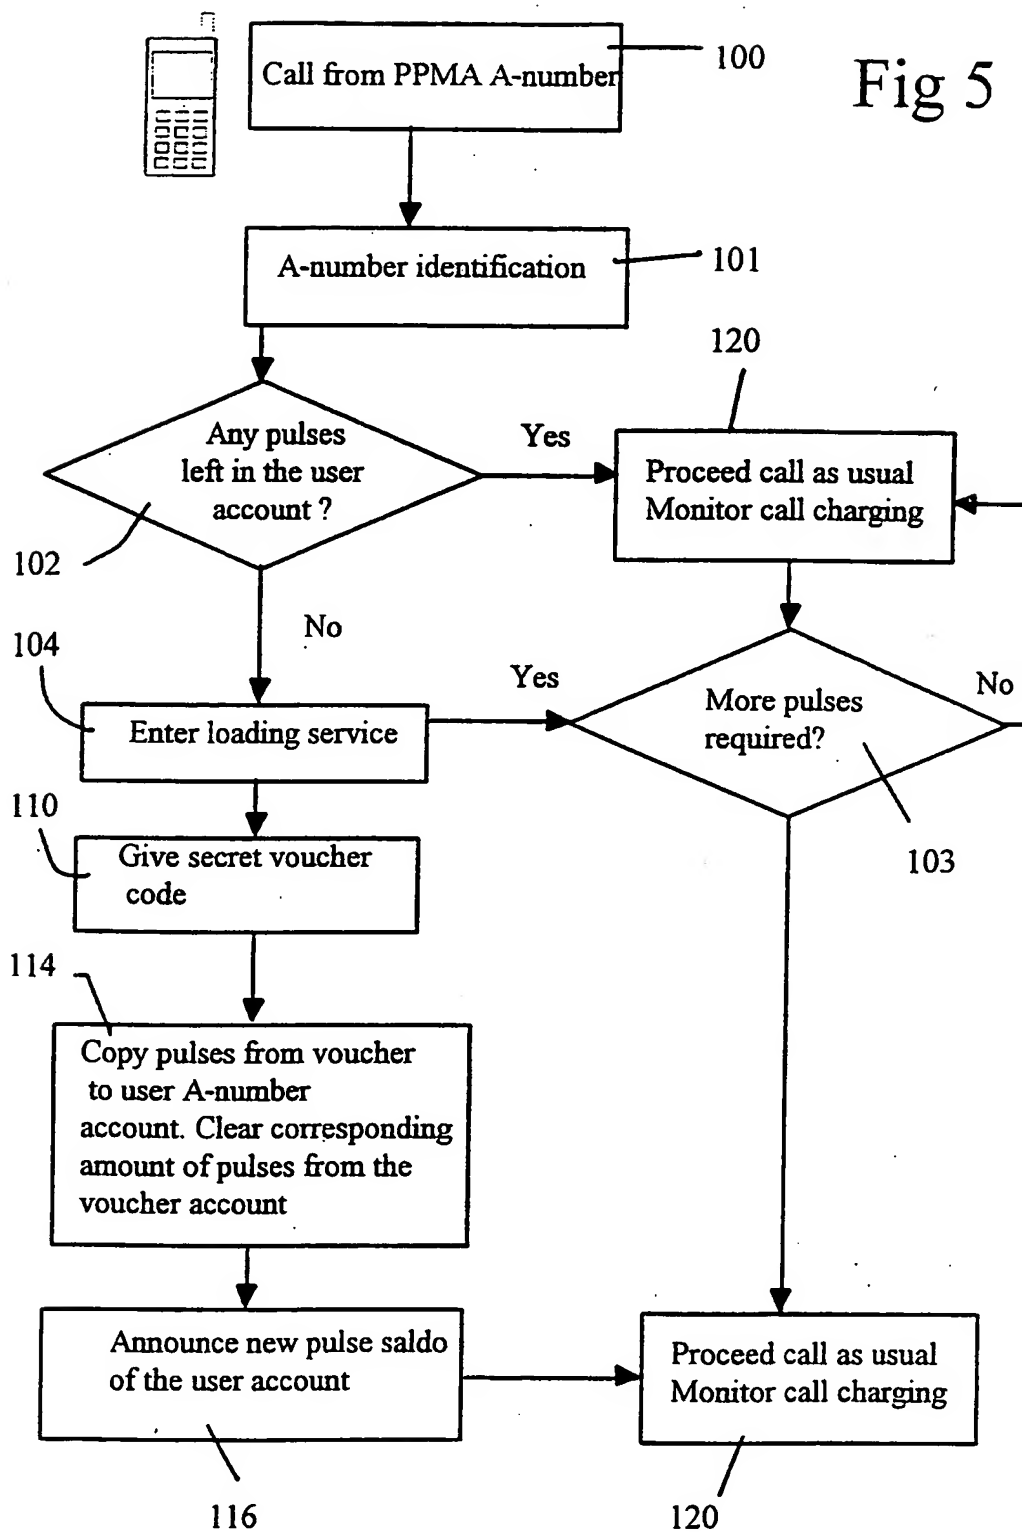 Fig 5
Call from PPMA A-number
100
A-number identification
101
120
Any pulses
left in the user
account ?
102
Yes
Proceed call as usual
Monitor call charging
No
104
Enter loading service
Yes
More pulses
required?
No
103
110
Give secret voucher
code
114
Copy pulses from voucher
to user A-number
account. Clear corresponding
amount of pulses from the
voucher account
Announce new pulse saldo
of the user account
116
Proceed call as usual
Monitor call charging
120